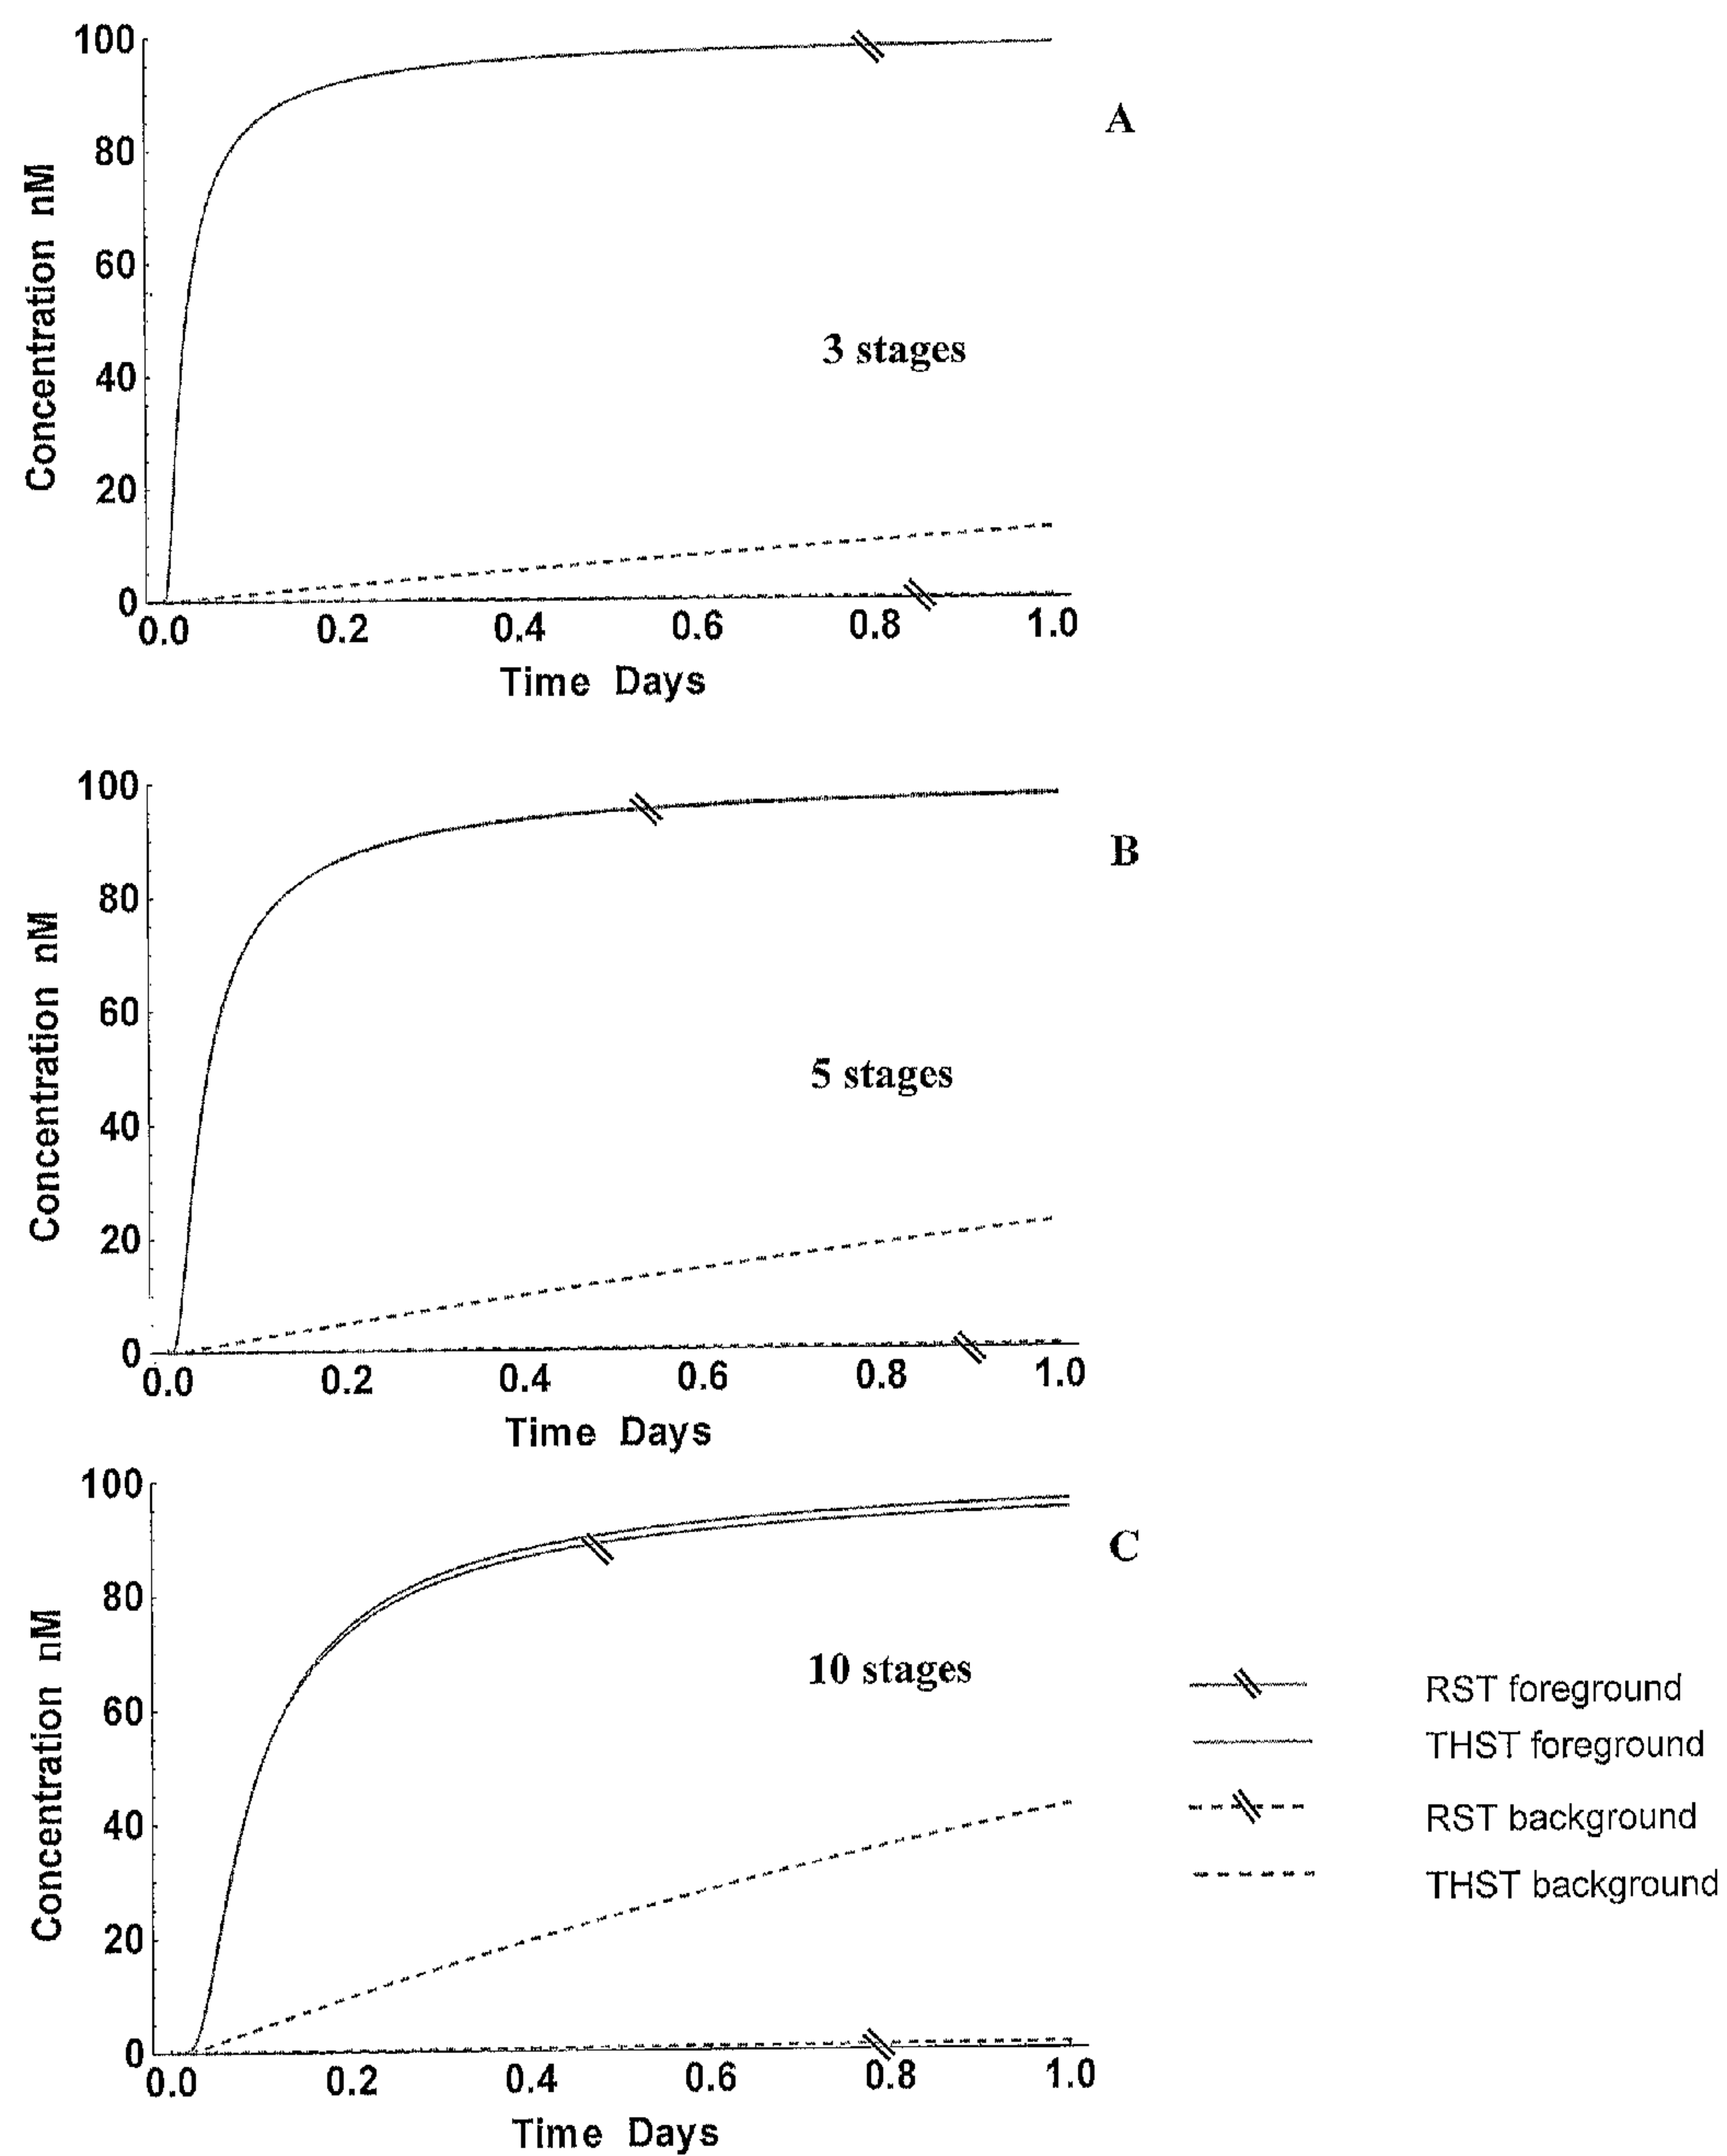 100
80
60
40
20
0
Concentration nM
A
3 stages
0.0 0.2 0.4 0.6 0.8 1.0
Time Days
100
80
60
40
20
0
Concentration nM
B
5 stages
0.0 0.2 0.4 0.6 0.8 1.0
Time Days
100
80
60
40
20
0
Concentration nM
C
10 stages
0.0 0.2 0.4 0.6 0.8 1.0
Time Days
RST foreground
THST foreground
RST background
THST background